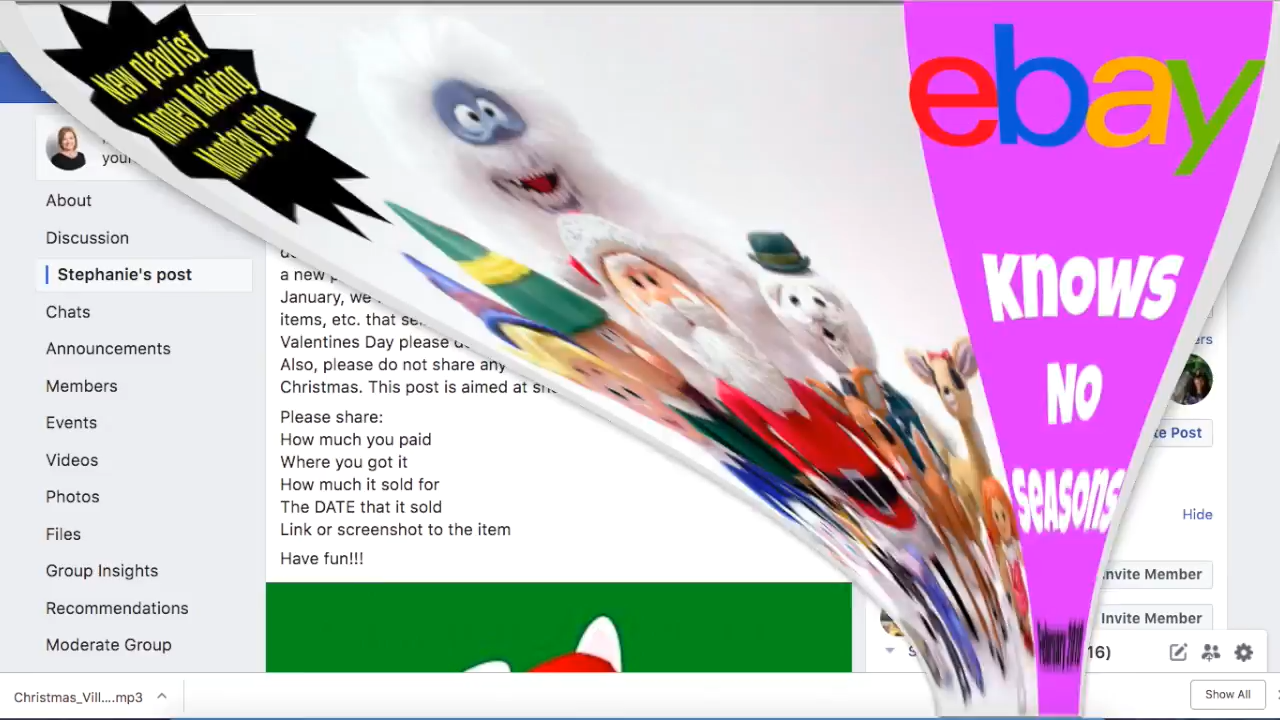 New playlist
Money Making
Monday stye
ebay
KNOWS
NO
SEASONS
your
About
Discussion
Stephanie's post
Chats
Announcements
Members
Events
Videos
Photos
Files
Group Insights
Recommendations
Moderate Group
a new
January, we
items, etc. that
Valentines Day please
Also, please do not share any
Christmas. This post is aimed at
Please share:
How much you paid
Where you got it
How much it sold for
The DATE that it sold
Link or screenshot to the item
Have fun!!!
Post
Hide
Invite Member
Invite Member
16)
Christmas_Vill....mp3
Show All